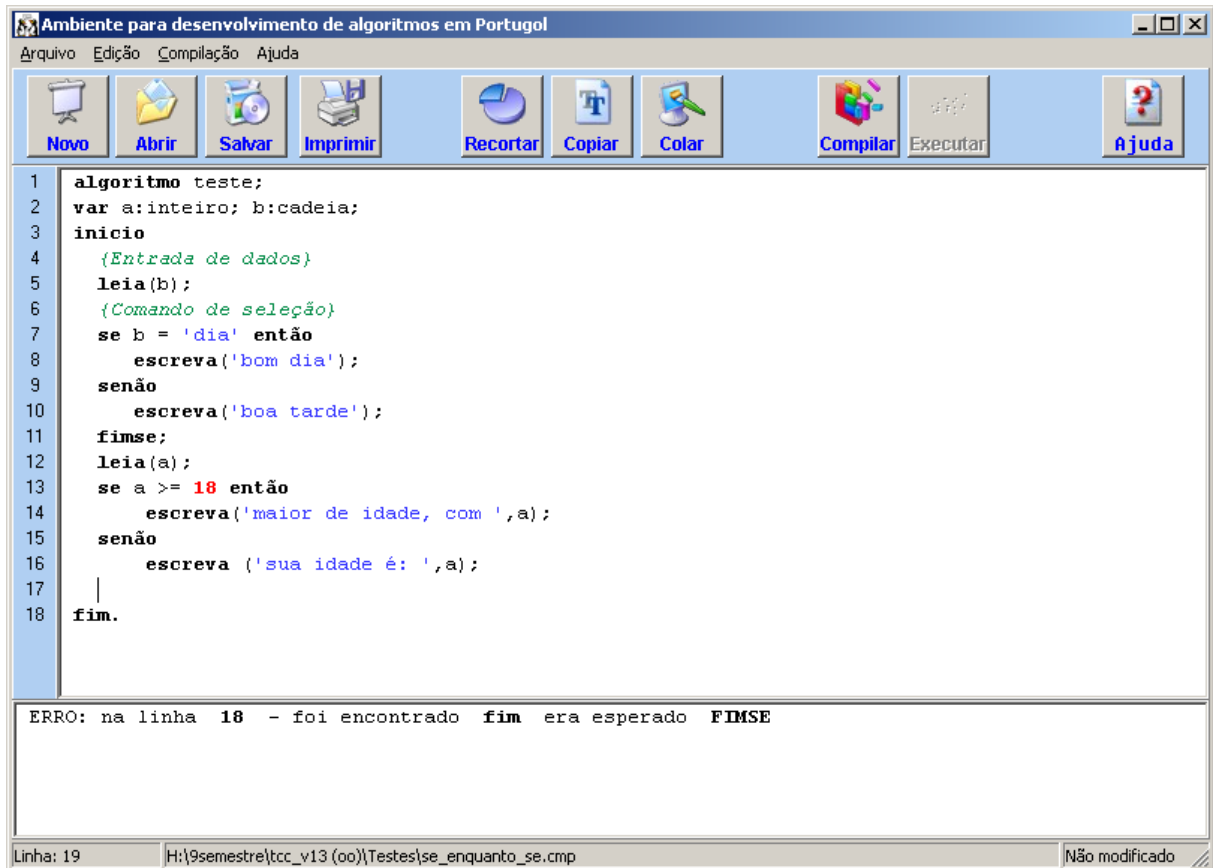 Ambiente para desenvolvimento de algoritmos em Portugol
Arquivo Edição Compilação Ajuda
Novo Abrir Salvar Imprimir Recortar Copiar Colar Compilar Executar Ajuda
1 algoritmo teste;
2 var a:inteiro; b:cadeia;
3 inicio
4 {Entrada de dados}
5 leia(b);
6 {Comando de seleção}
7 se b = 'dia' então
8 escreva('bom dia');
9 senão
10 escreva('boa tarde');
11 fimse;
12 leia(a);
13 se a >= 18 então
14 escreva('maior de idade, com ',a);
15 senão
16 escreva ('sua idade é: ',a);
17
18 fim.
ERRO: na linha 18 - foi encontrado fim era esperado FIMSE
Linha: 19 H:\9semestre\tcc_v13 (oo)\Testes\se_enquanto_se.cmp Não modificado